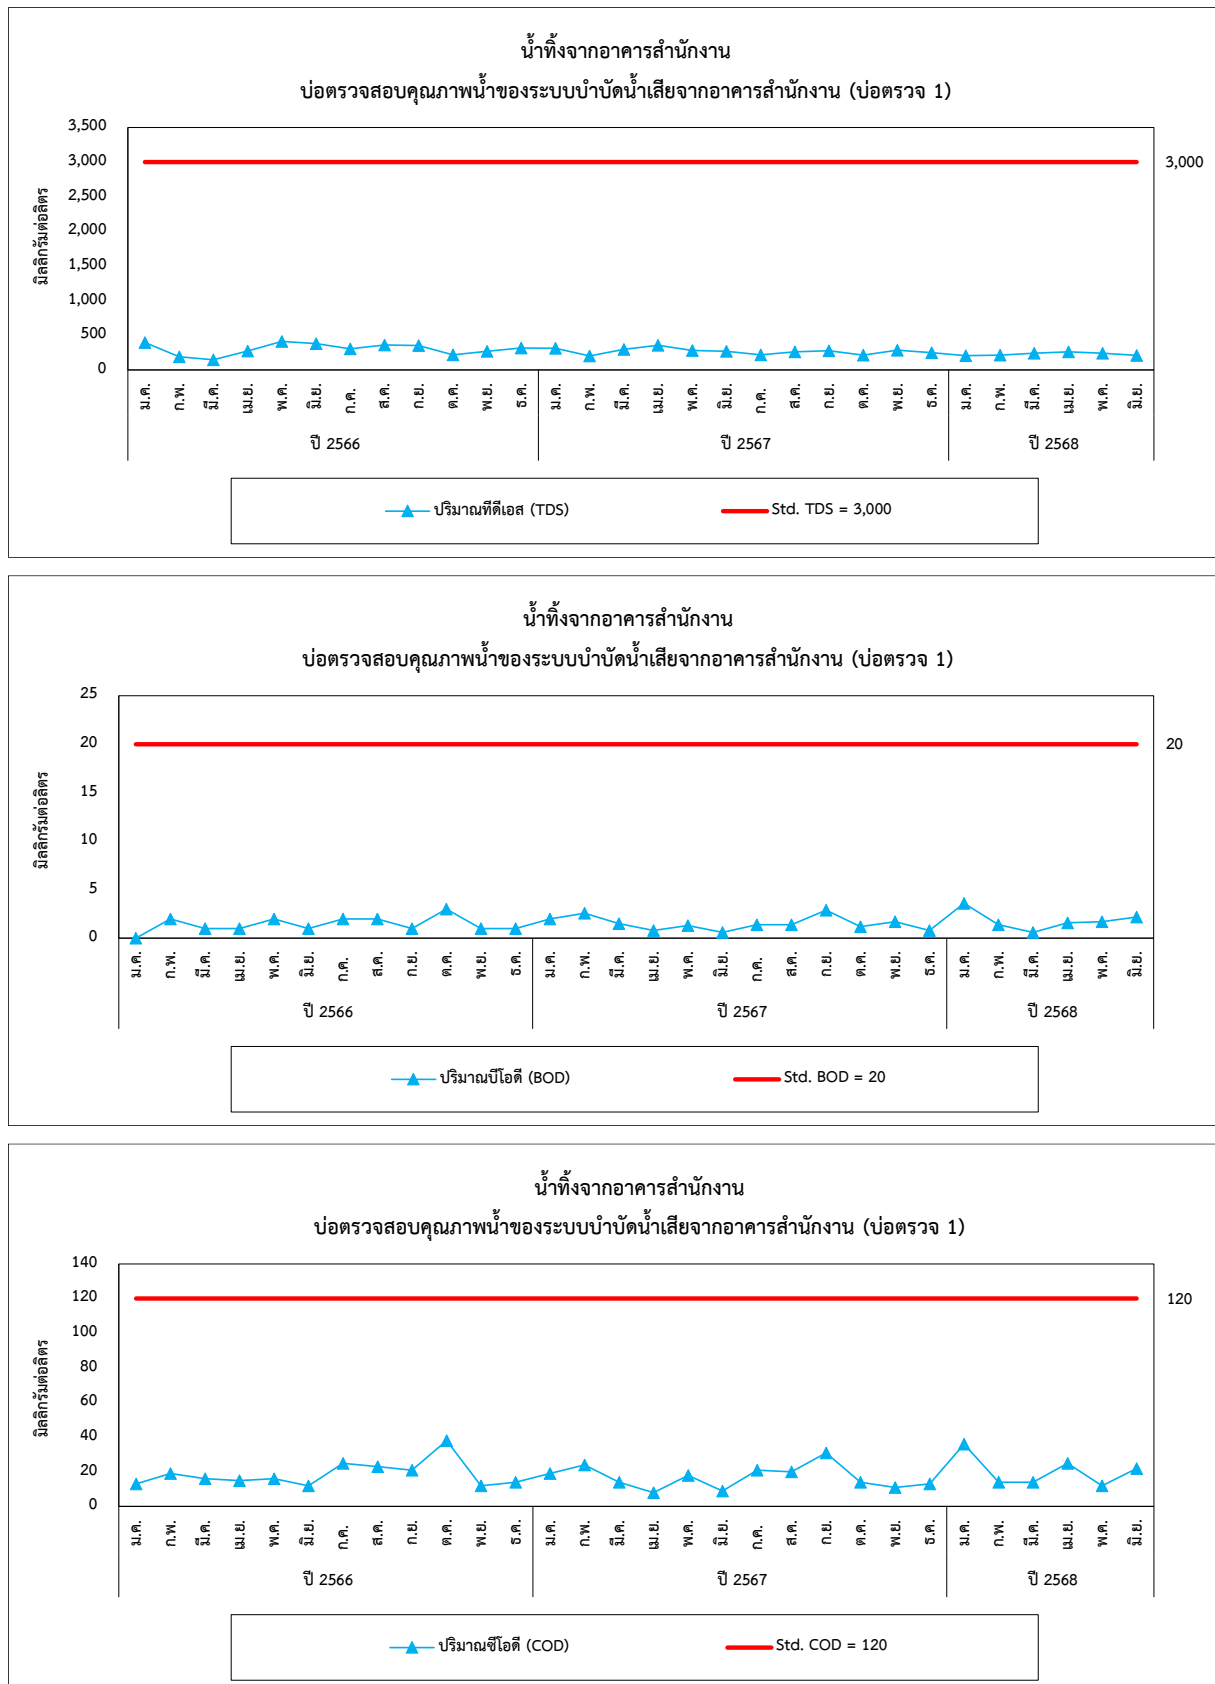 น้ำทิ้งจากอาคารสำนักงาน
บ่อตรวจสอบคุณภาพน้ำของระบบบำบัดน้ำเสียจากอาคารสำนักงาน (บ่อตรวจ 1)
มิลลิกรัมต่อลิตร
3,500
3,000
2,500
2,000
1,500
1,000
500
0
3,000
ม.ค. ก.พ. มี.ค. เม.ย. พ.ค. มิ.ย. ก.ค. ส.ค. ก.ย. ต.ค. พ.ย. ธ.ค. ม.ค. ก.พ. มี.ค. เม.ย. พ.ค. มิ.ย. ก.ค. ส.ค. ก.ย. ต.ค. พ.ย. ธ.ค. ม.ค. ก.พ. มี.ค. เม.ย. พ.ค. มิ.ย.
ปี 2566 ปี 2567 ปี 2568
ปริมาณทีดีเอส (TDS) Std. TDS = 3,000
น้ำทิ้งจากอาคารสำนักงาน
บ่อตรวจสอบคุณภาพน้ำของระบบบำบัดน้ำเสียจากอาคารสำนักงาน (บ่อตรวจ 1)
มิลลิกรัมต่อลิตร
25
20
15
10
5
0
20
ม.ค. ก.พ. มี.ค. เม.ย. พ.ค. มิ.ย. ก.ค. ส.ค. ก.ย. ต.ค. พ.ย. ธ.ค. ม.ค. ก.พ. มี.ค. เม.ย. พ.ค. มิ.ย. ก.ค. ส.ค. ก.ย. ต.ค. พ.ย. ธ.ค. ม.ค. ก.พ. มี.ค. เม.ย. พ.ค. มิ.ย.
ปี 2566 ปี 2567 ปี 2568
ปริมาณบีโอดี (BOD) Std. BOD = 20
น้ำทิ้งจากอาคารสำนักงาน
บ่อตรวจสอบคุณภาพน้ำของระบบบำบัดน้ำเสียจากอาคารสำนักงาน (บ่อตรวจ 1)
มิลลิกรัมต่อลิตร
140
120
100
80
60
40
20
0
120
ม.ค. ก.พ. มี.ค. เม.ย. พ.ค. มิ.ย. ก.ค. ส.ค. ก.ย. ต.ค. พ.ย. ธ.ค. ม.ค. ก.พ. มี.ค. เม.ย. พ.ค. มิ.ย. ก.ค. ส.ค. ก.ย. ต.ค. พ.ย. ธ.ค. ม.ค. ก.พ. มี.ค. เม.ย. พ.ค. มิ.ย.
ปี 2566 ปี 2567 ปี 2568
ปริมาณซีโอดี (COD) Std. COD = 120